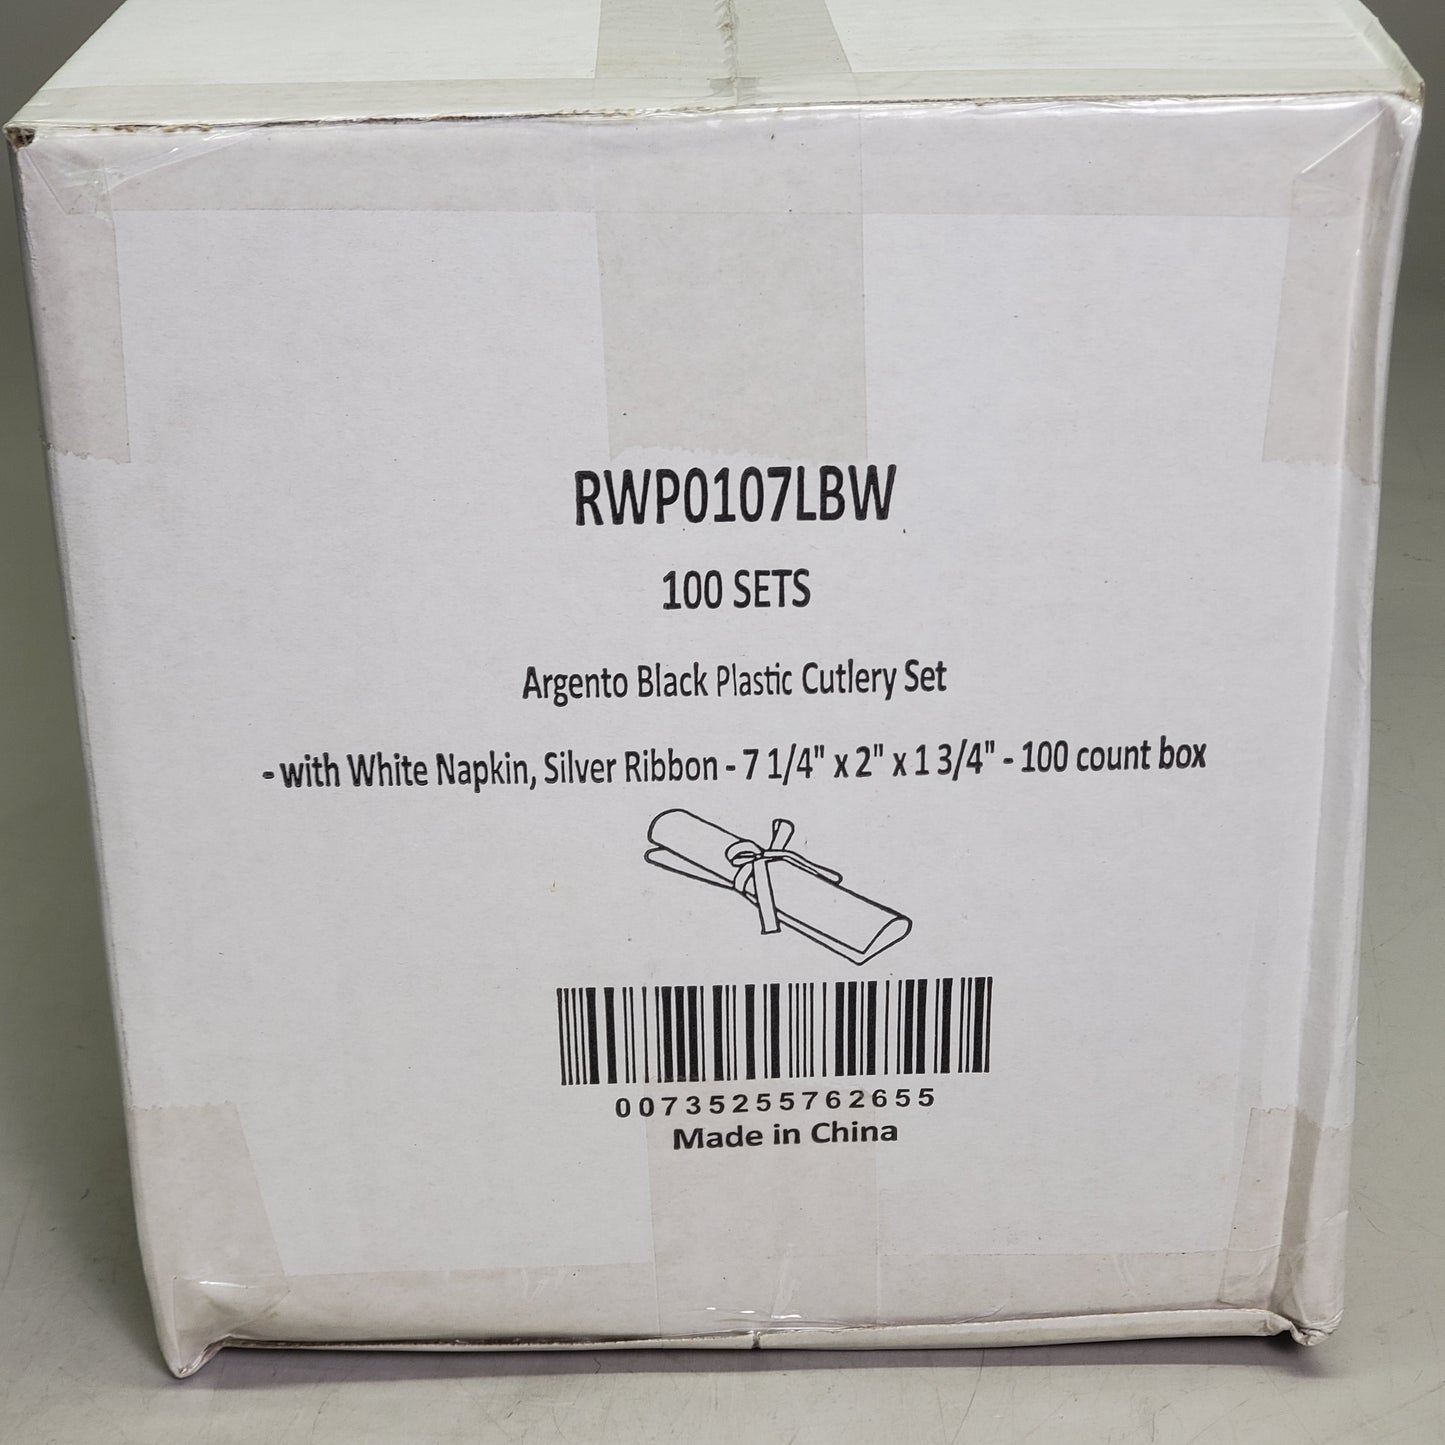 RWP0107LBW
100 SETS
Argento Black Plastic Cutlery Set
- with White Napkin, Silver Ribbon - 7 1/4" x 2" x 1 3/4" - 100 count box
00735255762655
Made in China